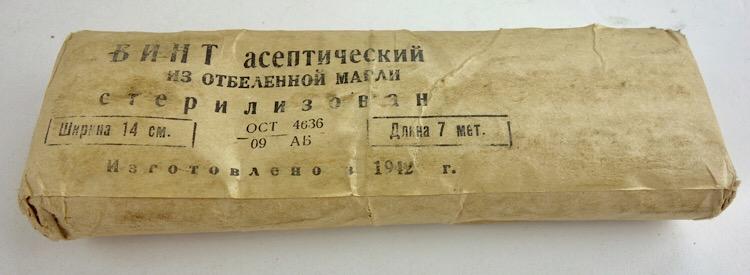 БИНТ асептический
ИЗ ОТБЕЛЕННОЙ МАРЛИ
стерилизован
Ширина 14 см.
ОСТ 4636
09 АБ
Длина 7 мет.
Изготовлено в 1942 г.